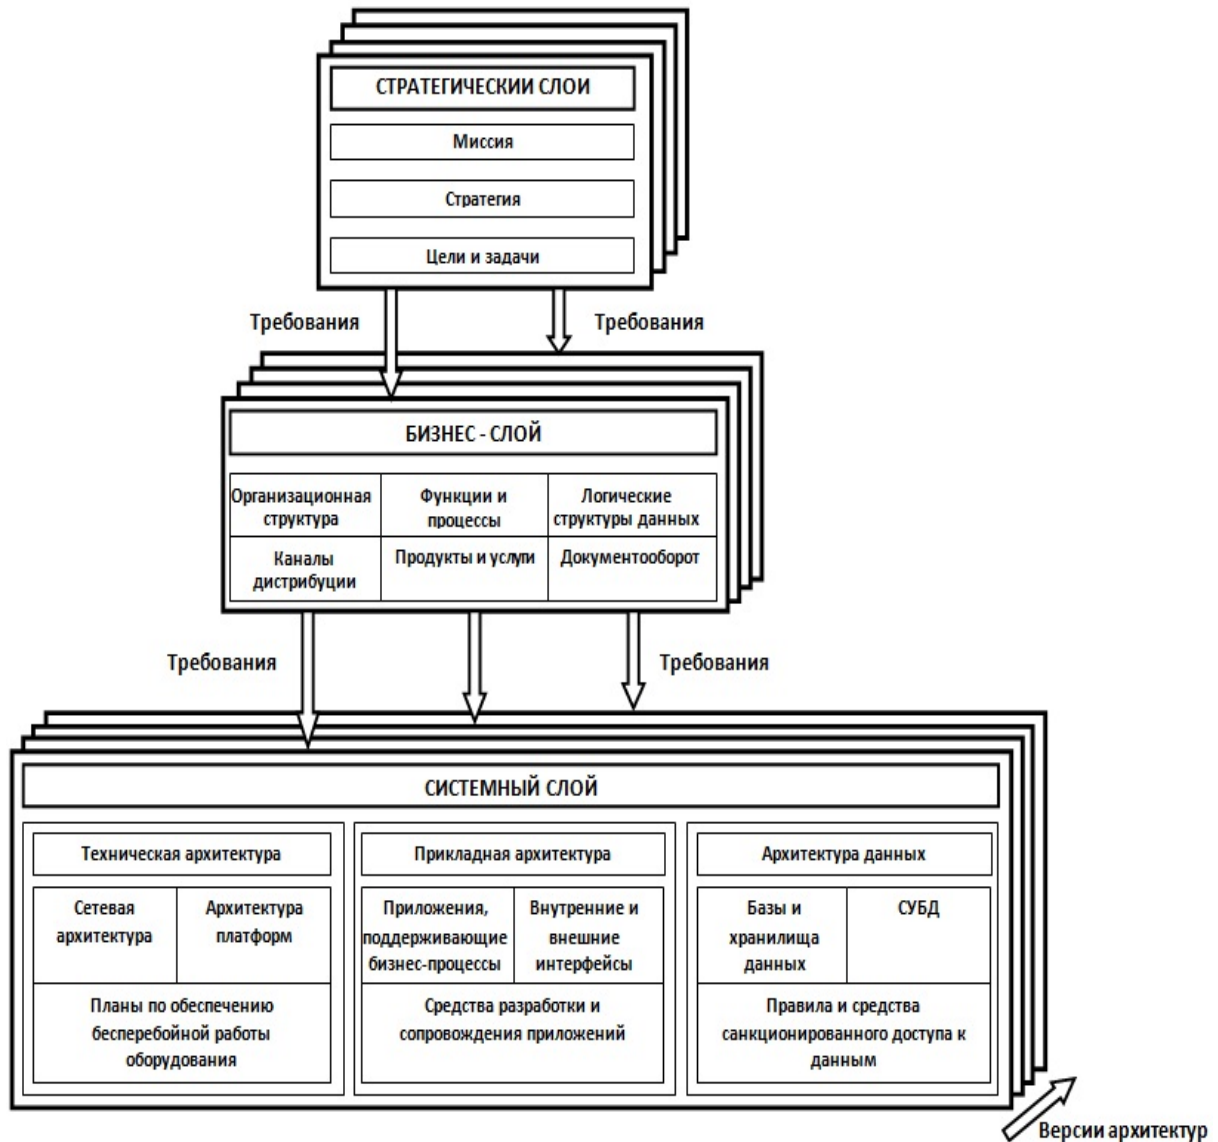 СТРАТЕГИЧЕСКИИ СЛОИ
Миссия
Стратегия
Цели и задачи
Требования
Требования
БИЗНЕС - СЛОЙ
Организационная
структура
Функции и
процессы
Логические
структуры данных
Каналы
дистрибуции
Продукты и услуги
Документооборот
Требования
Требования
СИСТЕМНЫЙ СЛОЙ
Техническая архитектура
Сетевая
архитектура
Архитектура
платформ
Планы по обеспечению
бесперебойной работы
оборудования
Прикладная архитектура
Приложения,
поддерживающие
бизнес-процессы
Внутренние и
внешние
интерфейсы
Средства разработки и
сопровождения приложений
Архитектура данных
Базы и
хранилища
данных
СУБД
Правила и средства
санкционированного доступа к
данным
Версии архитектур